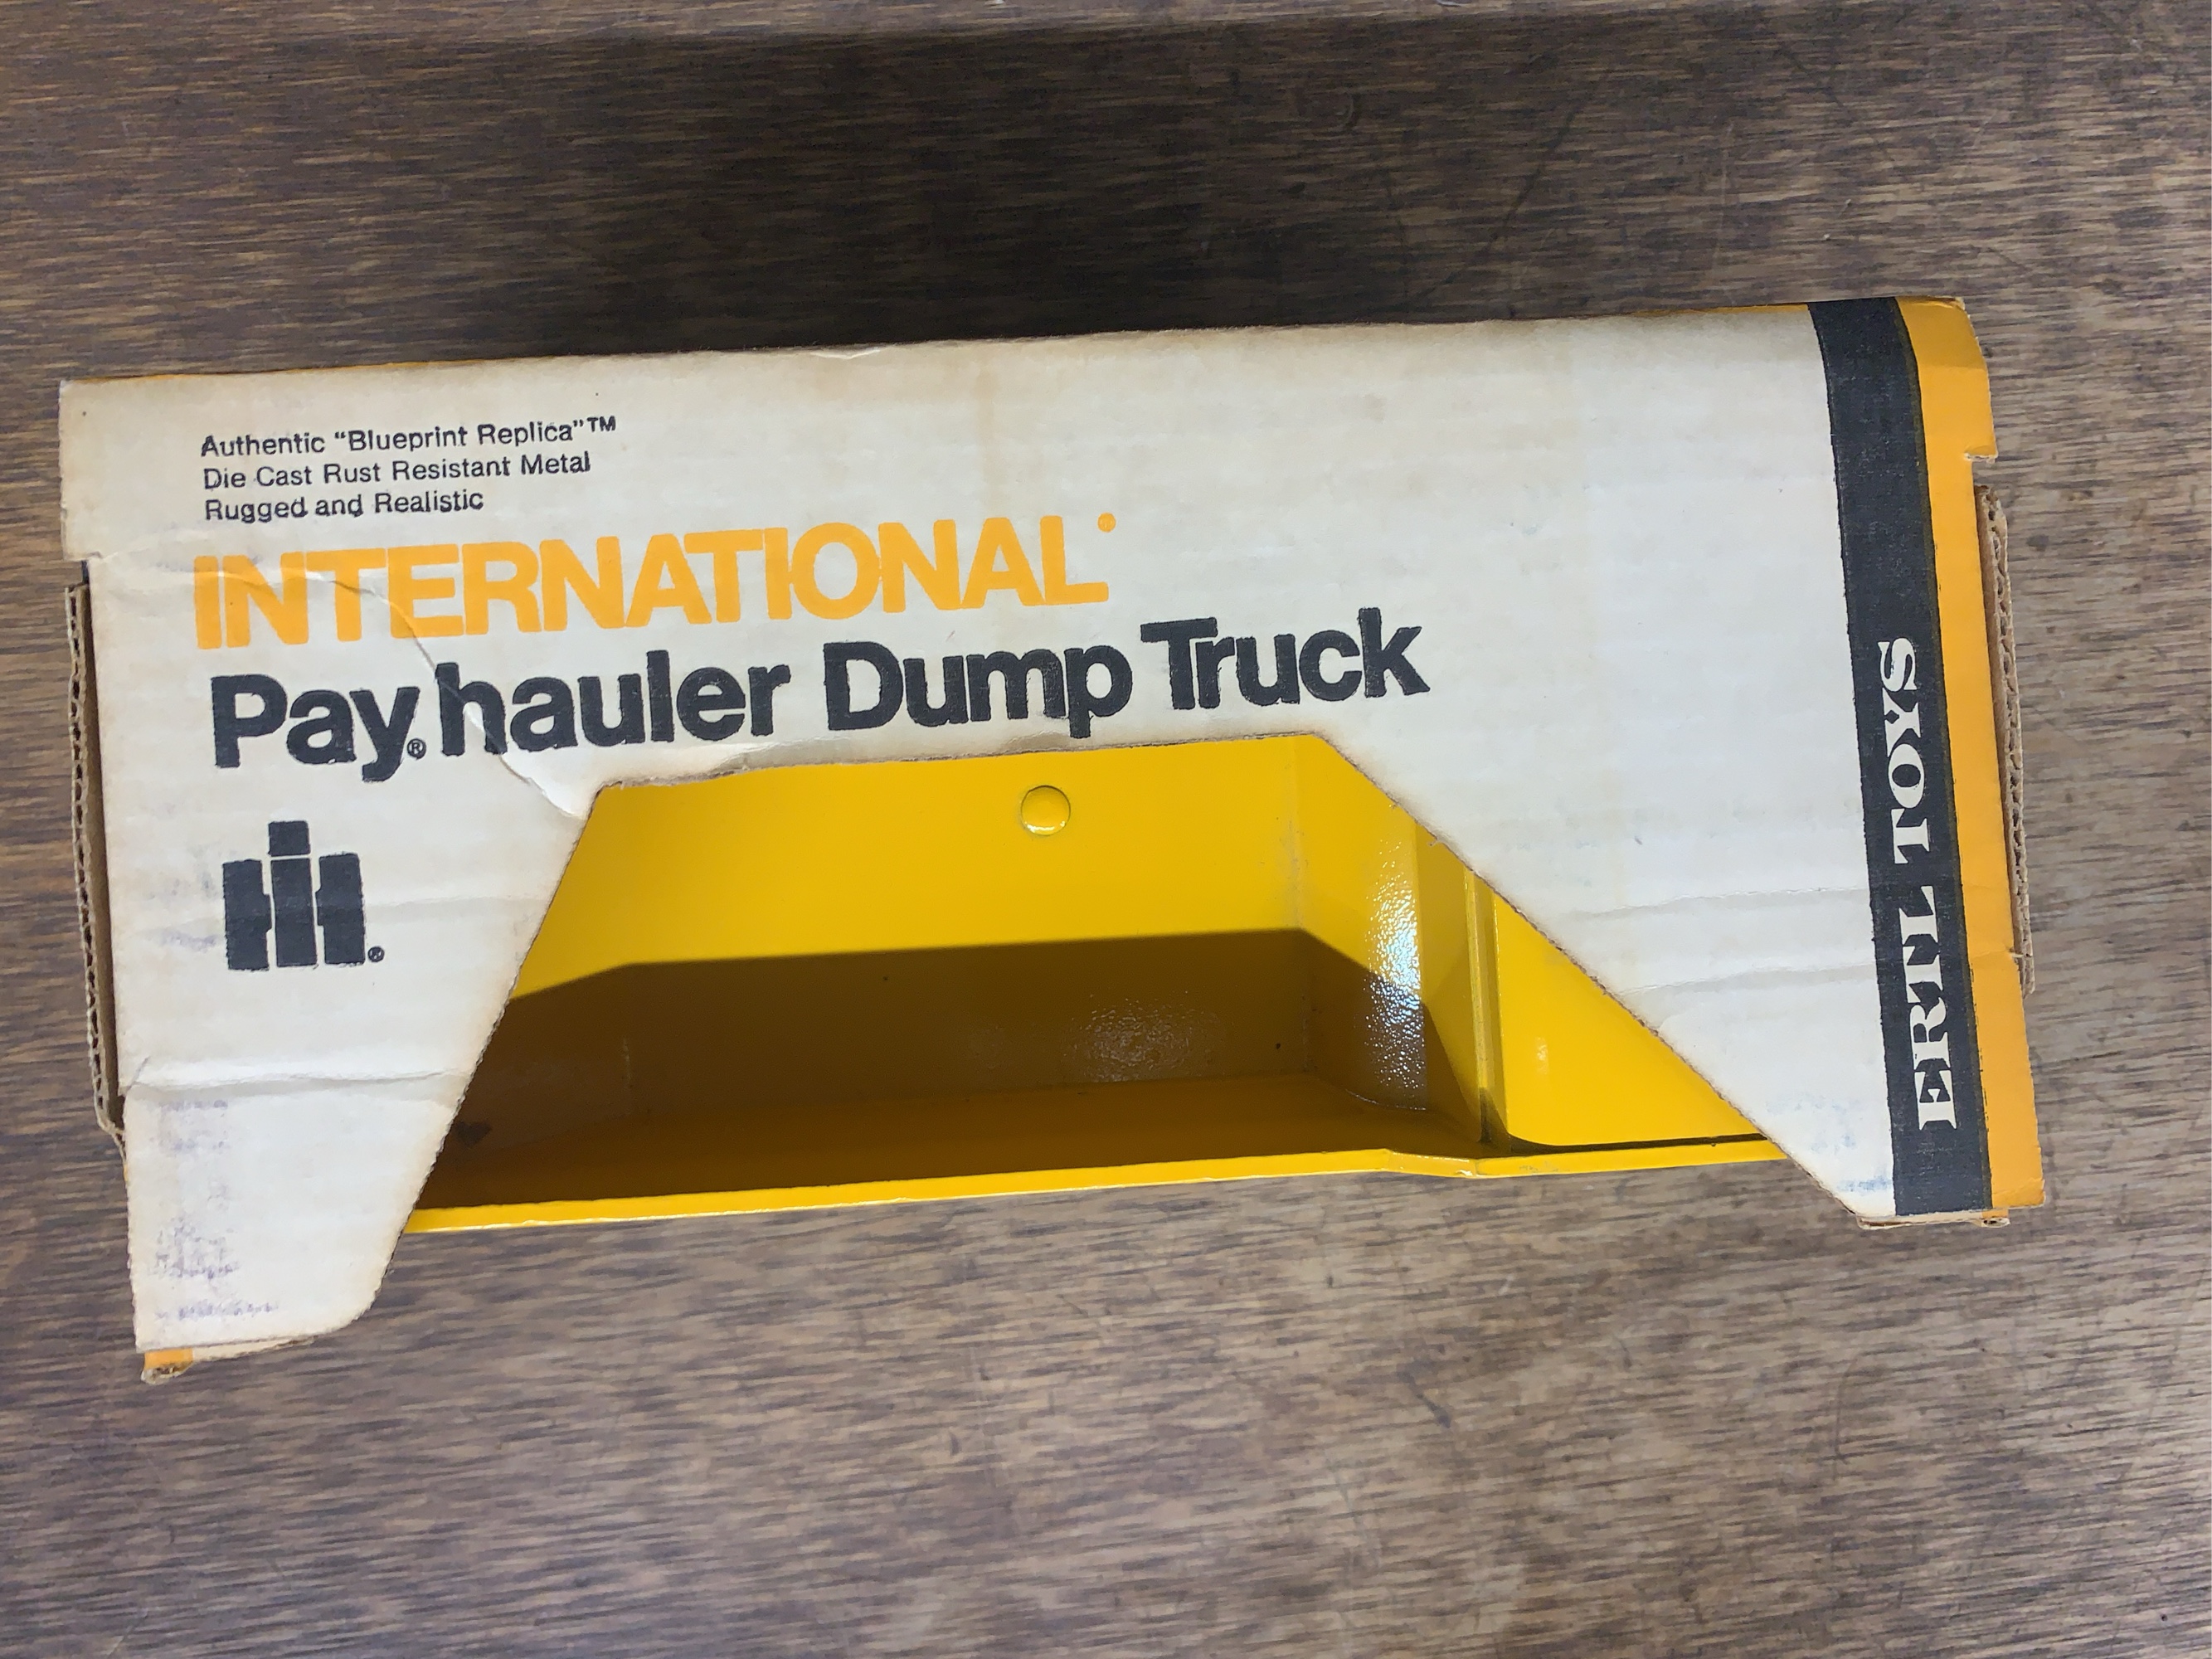 Authentic “Blueprint Replica”™
Die Cast Rust Resistant Metal
Rugged and Realistic
INTERNATIONAL®
Pay®hauler Dump Truck
IH®
ERTL TOYS